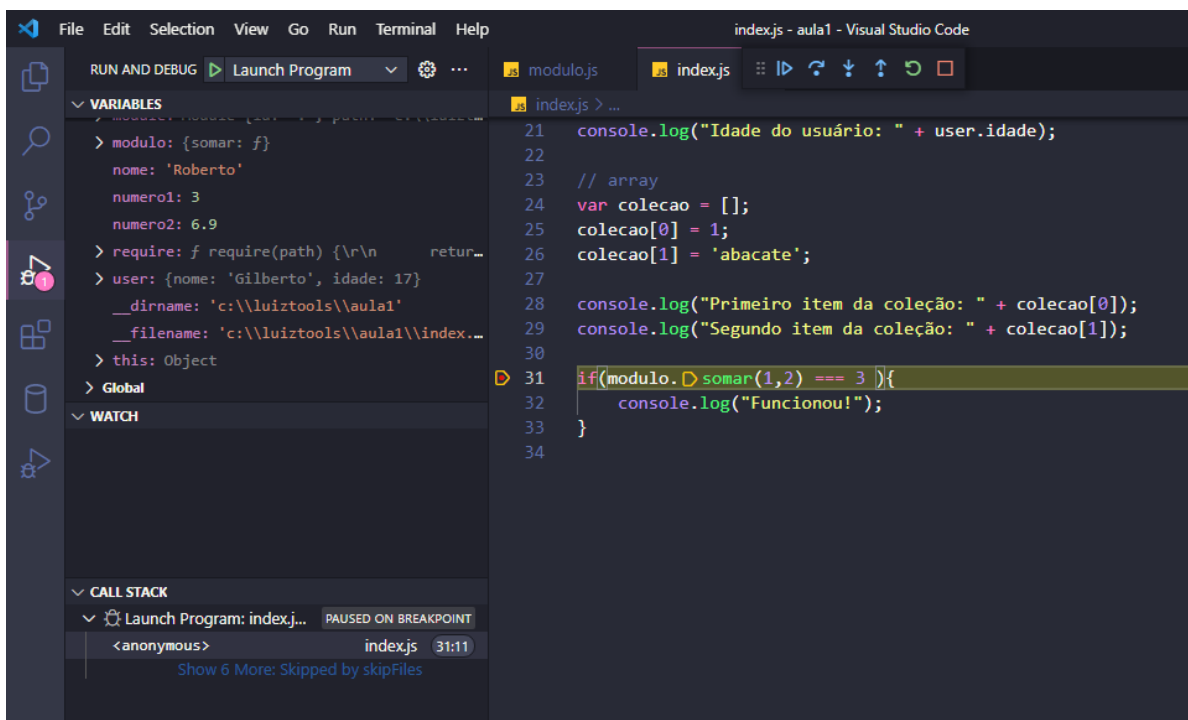 File Edit Selection View Go Run Terminal Help
index.js - aula1 - Visual Studio Code
RUN AND DEBUG Launch Program ...
VARIABLES
modulo: {somar: ƒ}
nome: 'Roberto'
numero1: 3
numero2: 6.9
require: ƒ require(path) {\r\n retur…
user: {nome: 'Gilberto', idade: 17}
__dirname: 'c:\\luiztools\\aula1'
__filename: 'c:\\luiztools\\aula1\\index.…
this: Object
Global
WATCH
CALL STACK
Launch Program: index.j... PAUSED ON BREAKPOINT
<anonymous> index.js 31:11
Show 6 More: Skipped by skipFiles
1
JS modulo.js JS index.js
JS index.js > ...
21 console.log("Idade do usuário: " + user.idade);
22
23 // array
24 var colecao = [];
25 colecao[0] = 1;
26 colecao[1] = 'abacate';
27
28 console.log("Primeiro item da coleção: " + colecao[0]);
29 console.log("Segundo item da coleção: " + colecao[1]);
30
31 if(modulo.somar(1,2) === 3 ){
32 console.log("Funcionou!");
33 }
34